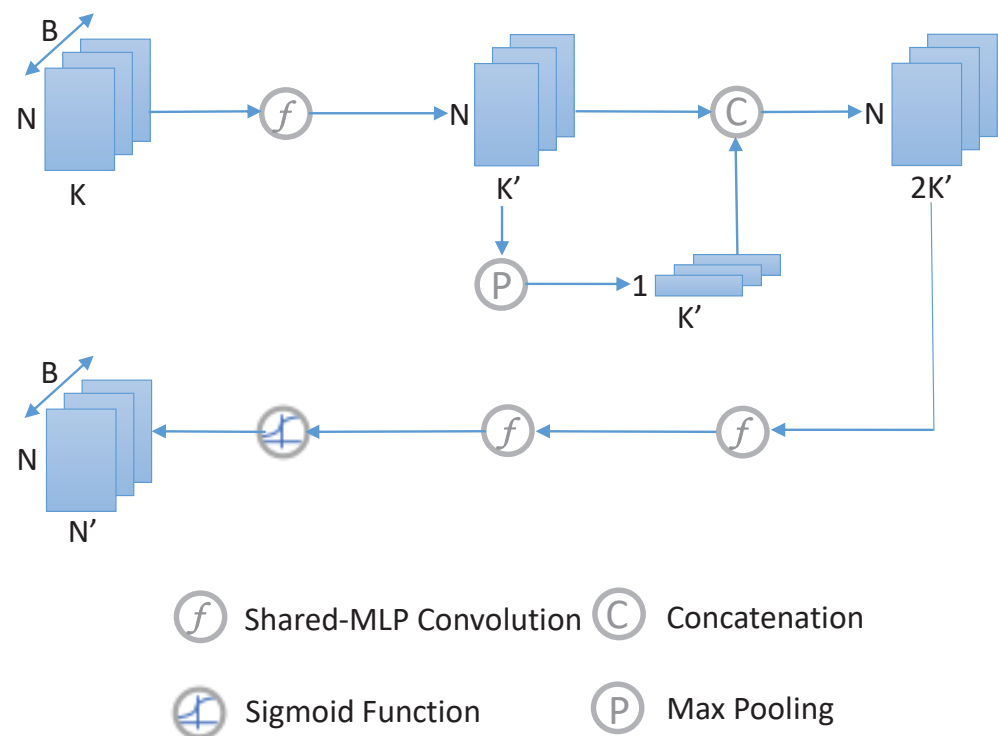 B
N
K
f
N
K’
C
N
2K’
P
1
K’
B
N
N’
f
f
f Shared-MLP Convolution
C Concatenation
Sigmoid Function
P Max Pooling